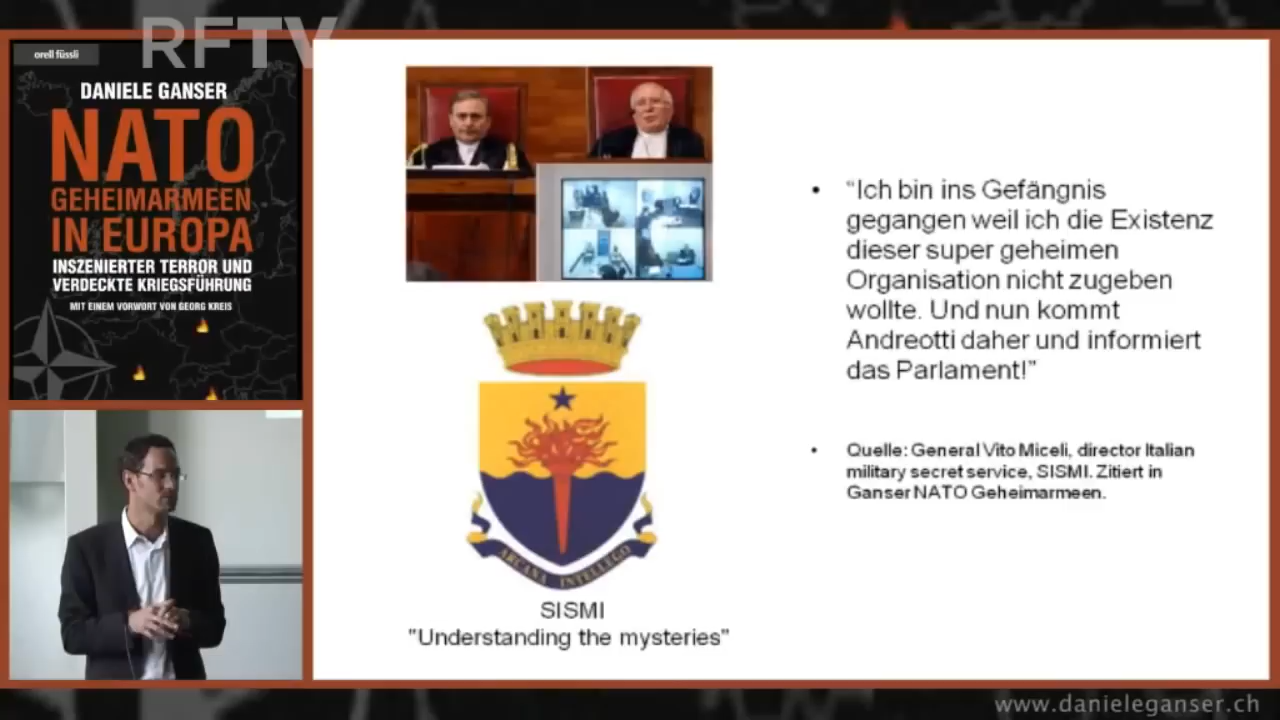 RFTV
orell füssli
DANIELE GANSER
NATO
GEHEIMARMEEN
IN EUROPA
INSZENIERTER TERROR UND
VERDECKTE KRIEGSFÜHRUNG
MIT EINEM VORWORT VON GEORG KREIS
ARCANA INTELLEGO
SISMI
"Understanding the mysteries"
• “Ich bin ins Gefängnis
gegangen weil ich die Existenz
dieser super geheimen
Organisation nicht zugeben
wollte. Und nun kommt
Andreotti daher und informiert
das Parlament!”
• Quelle: General Vito Miceli, director Italian
military secret service, SISMI. Zitiert in
Ganser NATO Geheimarmeen.
www.danieleganser.ch